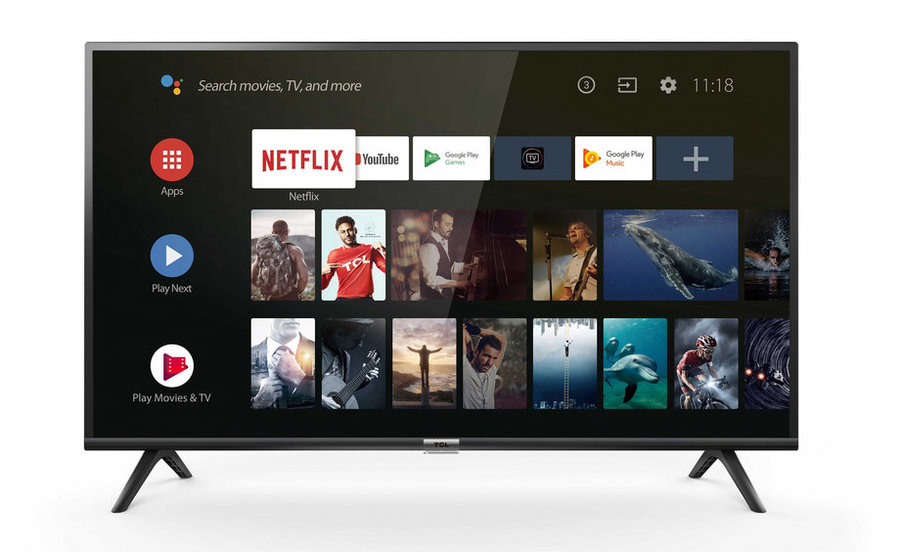 Search movies, TV, and more
3
11:18
NETFLIX
YouTube
Google Play
Games
TV
Google Play
Music
Netflix
Apps
Play Next
Play Movies & TV
TCL
TCL